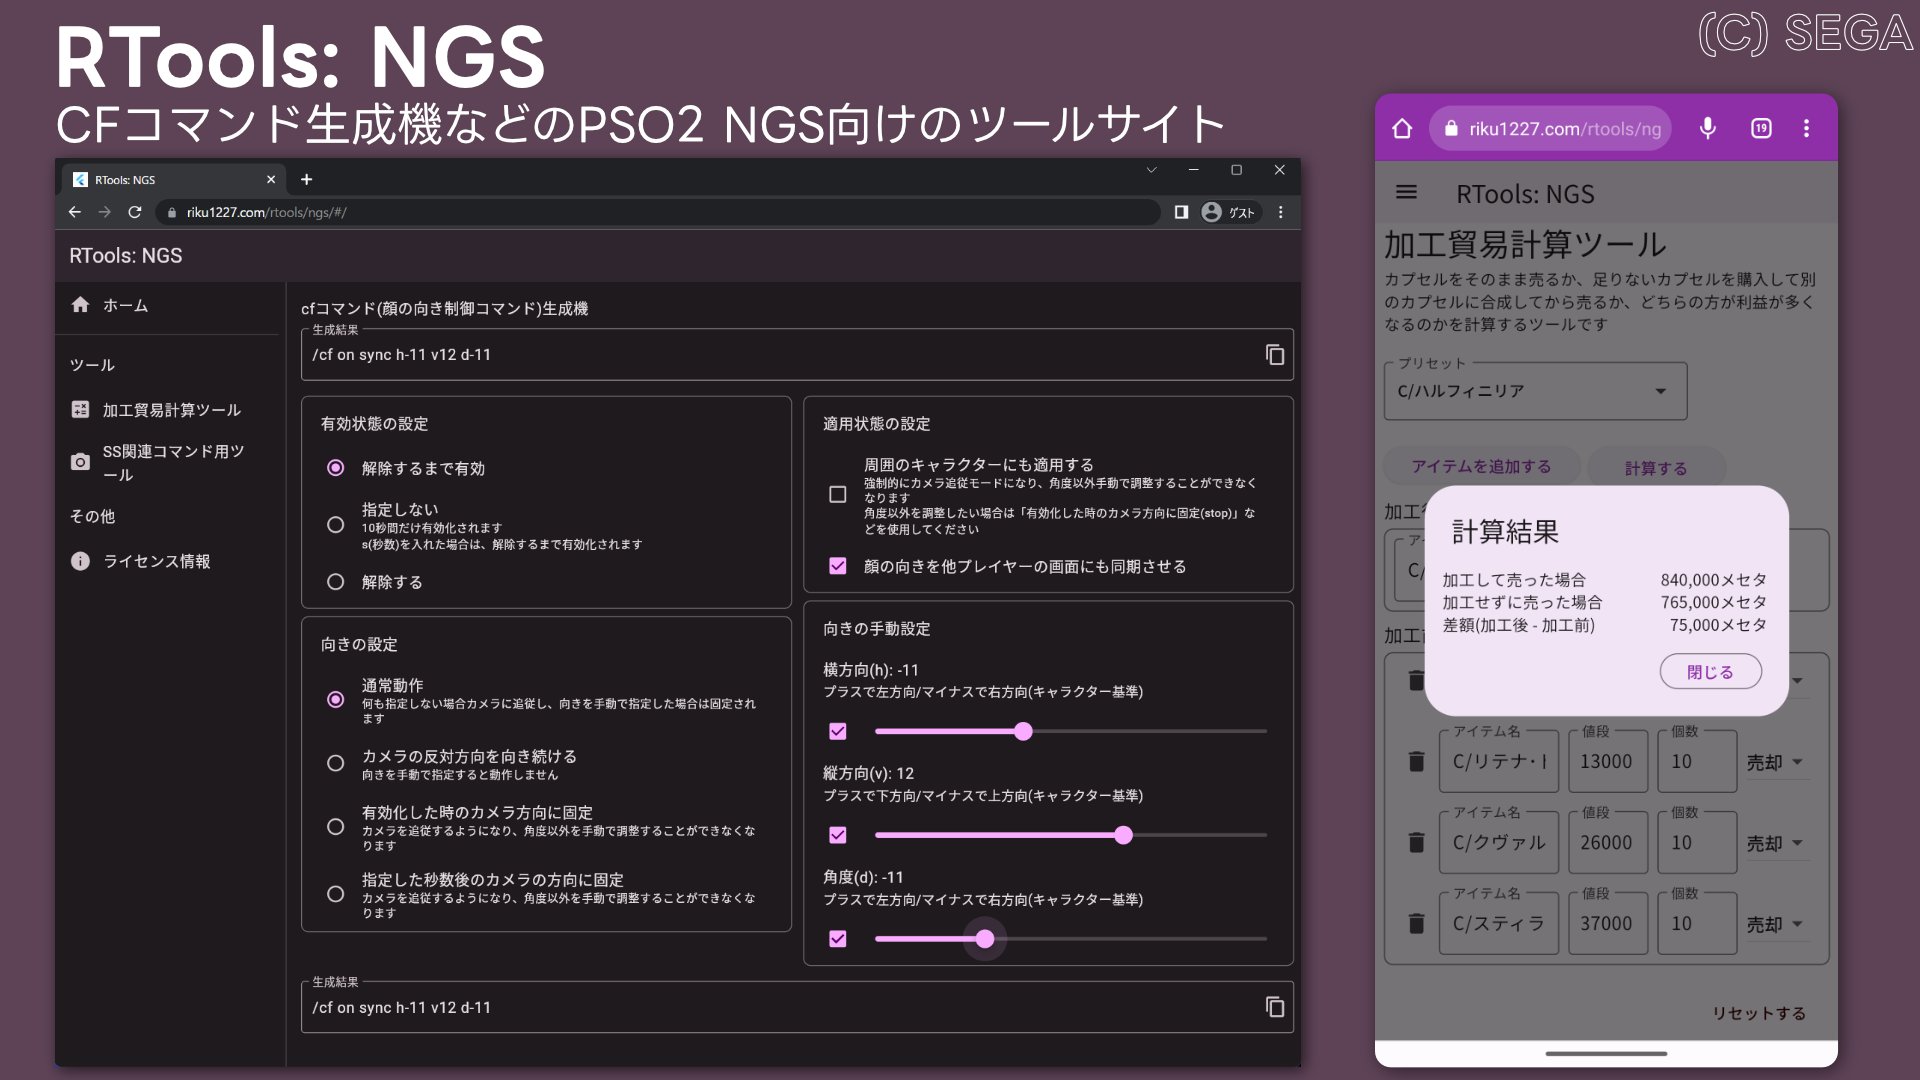 RTools: NGS
CFコマンド生成機などのPSO2 NGS向けのツールサイト
(C) SEGA
RTools: NGS
riku1227.com/rtools/ngs/#/
ゲスト
RTools: NGS
ホーム
ツール
加工貿易計算ツール
SS関連コマンド用ツ
ール
その他
ライセンス情報
cfコマンド(顔の向き制御コマンド)生成機
生成結果
/cf on sync h-11 v12 d-11
有効状態の設定
解除するまで有効
指定しない
10秒間だけ有効化されます
s(秒数)を入れた場合は、解除するまで有効化されます
解除する
向きの設定
通常動作
何も指定しない場合カメラに追従し、向きを手動で指定した場合は固定され
ます
カメラの反対方向を向き続ける
向きを手動で指定すると動作しません
有効化した時のカメラ方向に固定
カメラを追従するようになり、角度以外を手動で調整することができなくな
ります
指定した秒数後のカメラの方向に固定
カメラを追従するようになり、角度以外を手動で調整することができなくな
ります
適用状態の設定
周囲のキャラクターにも適用する
強制的にカメラ追従モードになり、角度以外手動で調整することができなく
なります
角度以外を調整したい場合は「有効化した時のカメラ方向に固定(stop)」な
どを使用してください
顔の向きを他プレイヤーの画面にも同期させる
向きの手動設定
横方向(h): -11
プラスで左方向/マイナスで右方向(キャラクター基準)
縦方向(v): 12
プラスで下方向/マイナスで上方向(キャラクター基準)
角度(d): -11
プラスで左方向/マイナスで右方向(キャラクター基準)
生成結果
/cf on sync h-11 v12 d-11
riku1227.com/rtools/ng
19
RTools: NGS
加工貿易計算ツール
カプセルをそのまま売るか、足りないカプセルを購入して別
のカプセルに合成してから売るか、どちらの方が利益が多く
なるのかを計算するツールです
プリセット
C/ハルフィニリア
アイテムを追加する
計算する
加工
ア
C/
加工
計算結果
加工して売った場合 840,000メセタ
加工せずに売った場合 765,000メセタ
差額(加工後 - 加工前) 75,000メセタ
閉じる
アイテム名 値段 個数
C/リテナ・ 13000 10 売却
アイテム名 値段 個数
C/クヴァル 26000 10 売却
アイテム名 値段 個数
C/スティラ 37000 10 売却
リセットする